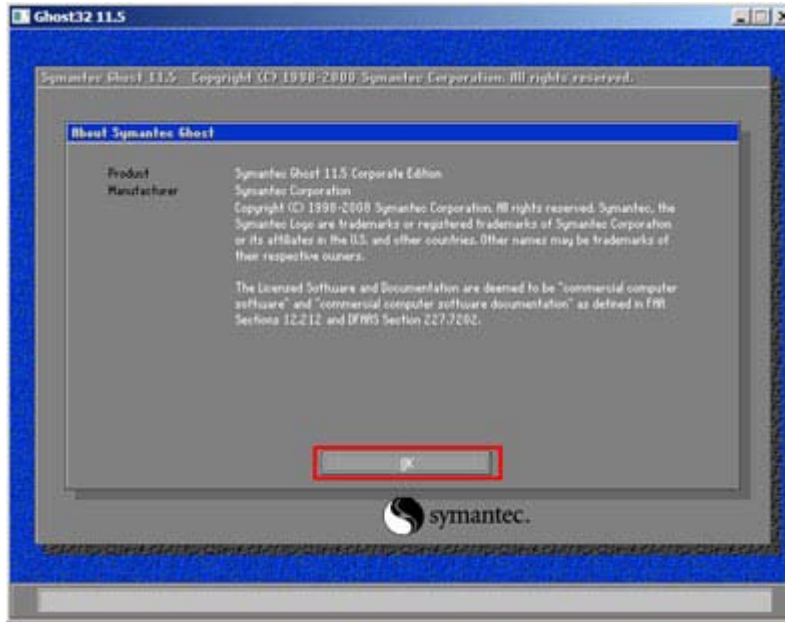 Ghost32 11.5
Symantec Ghost 11.5 Copyright (C) 1998-2008 Symantec Corporation. All rights reserved.
About Symantec Ghost
Product Symantec Ghost 11.5 Corporate Edition
Manufacturer Symantec Corporation
Copyright (C) 1998-2008 Symantec Corporation. All rights reserved. Symantec, the
Symantec Logo are trademarks or registered trademarks of Symantec Corporation
or its affiliates in the U.S. and other countries. Other names may be trademarks of
their respective owners.
The Licensed Software and Documentation are deemed to be "commercial computer
software" and "commercial computer software documentation" as defined in FAR
Sections 12.212 and DFARS Section 227.7202.
OK
symantec.